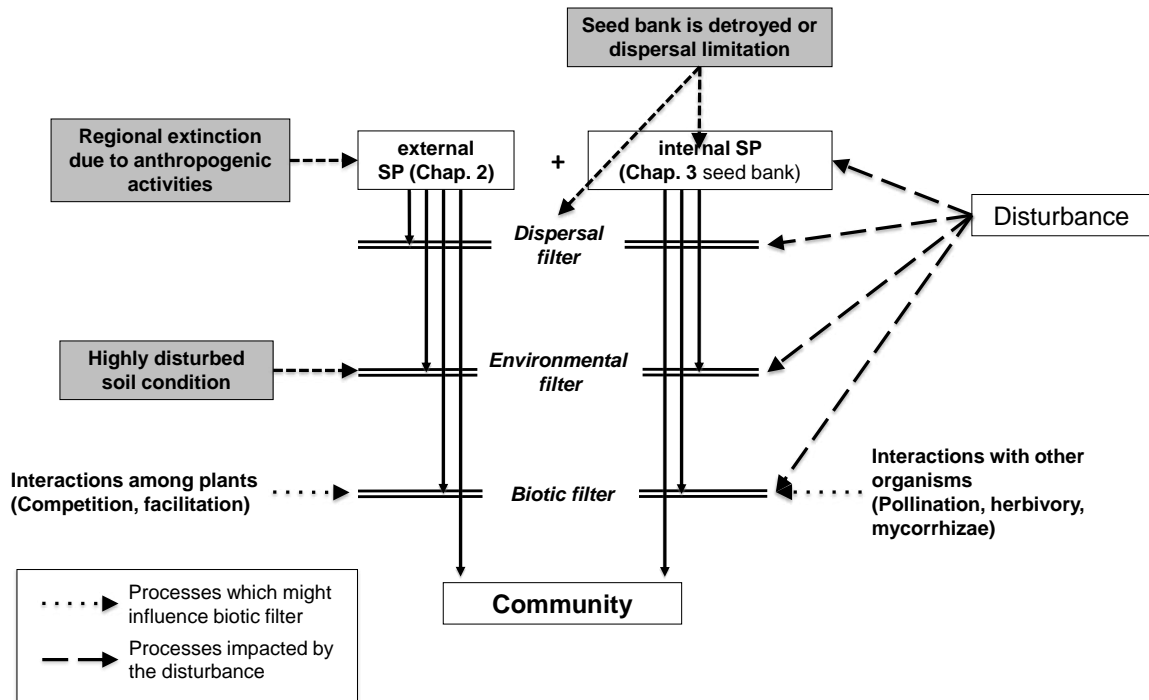 Seed bank is detroyed or
dispersal limitation
Regional extinction
due to anthropogenic
activities
external
SP (Chap. 2)
+
internal SP
(Chap. 3 seed bank)
Disturbance
Dispersal
filter
Highly disturbed
soil condition
Environmental
filter
Interactions among plants
(Competition, facilitation)
Biotic filter
Interactions with other
organisms
(Pollination, herbivory,
mycorrhizae)
Community
Processes which might
influence biotic filter
Processes impacted by
the disturbance